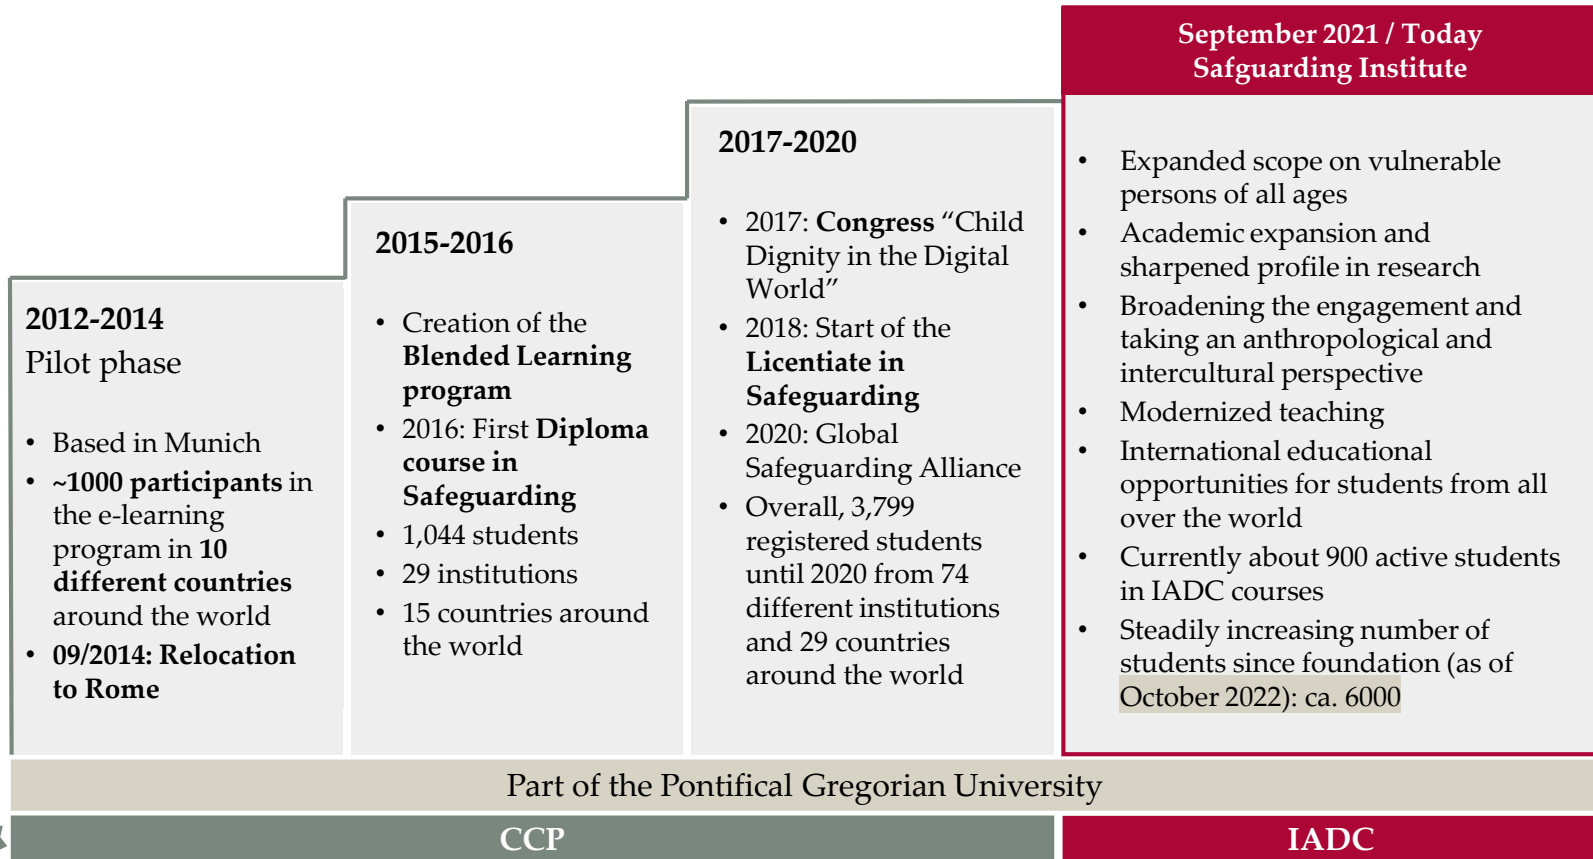 2012-2014
Pilot phase
• Based in Munich
• ~1000 participants in
the e-learning
program in 10
different countries
around the world
• 09/2014: Relocation
to Rome
2015-2016
• Creation of the
Blended Learning
program
• 2016: First Diploma
course in
Safeguarding
• 1,044 students
• 29 institutions
• 15 countries around
the world
2017-2020
• 2017: Congress “Child
Dignity in the Digital
World”
• 2018: Start of the
Licentiate in
Safeguarding
• 2020: Global
Safeguarding Alliance
• Overall, 3,799
registered students
until 2020 from 74
different institutions
and 29 countries
around the world
September 2021 / Today
Safguarding Institute
• Expanded scope on vulnerable
persons of all ages
• Academic expansion and
sharpened profile in research
• Broadening the engagement and
taking an anthropological and
intercultural perspective
• Modernized teaching
• International educational
opportunities for students from all
over the world
• Currently about 900 active students
in IADC courses
• Steadily increasing number of
students since foundation (as of
October 2022): ca. 6000
Part of the Pontifical Gregorian University
CCP
IADC